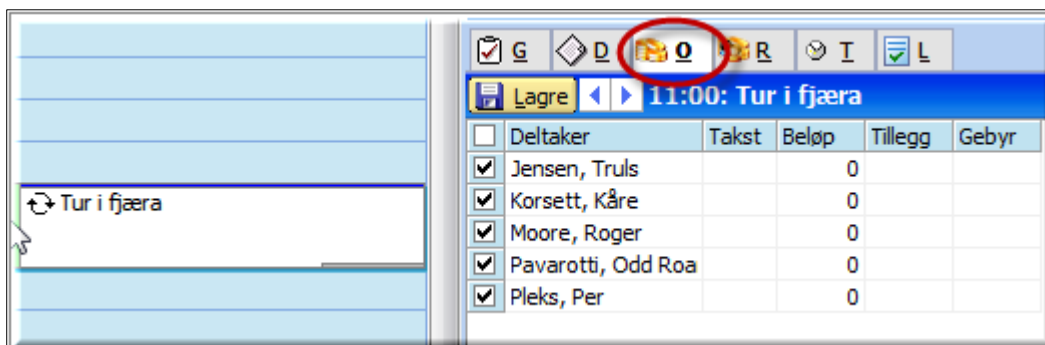 G D O R T L
Lagre 11:00: Tur i fjæra
Deltaker Takst Beløp Tillegg Gebyr
Jensen, Truls 0
Tur i fjæra
Korsett, Kåre 0
Moore, Roger 0
Pavarotti, Odd Roa 0
Pleks, Per 0